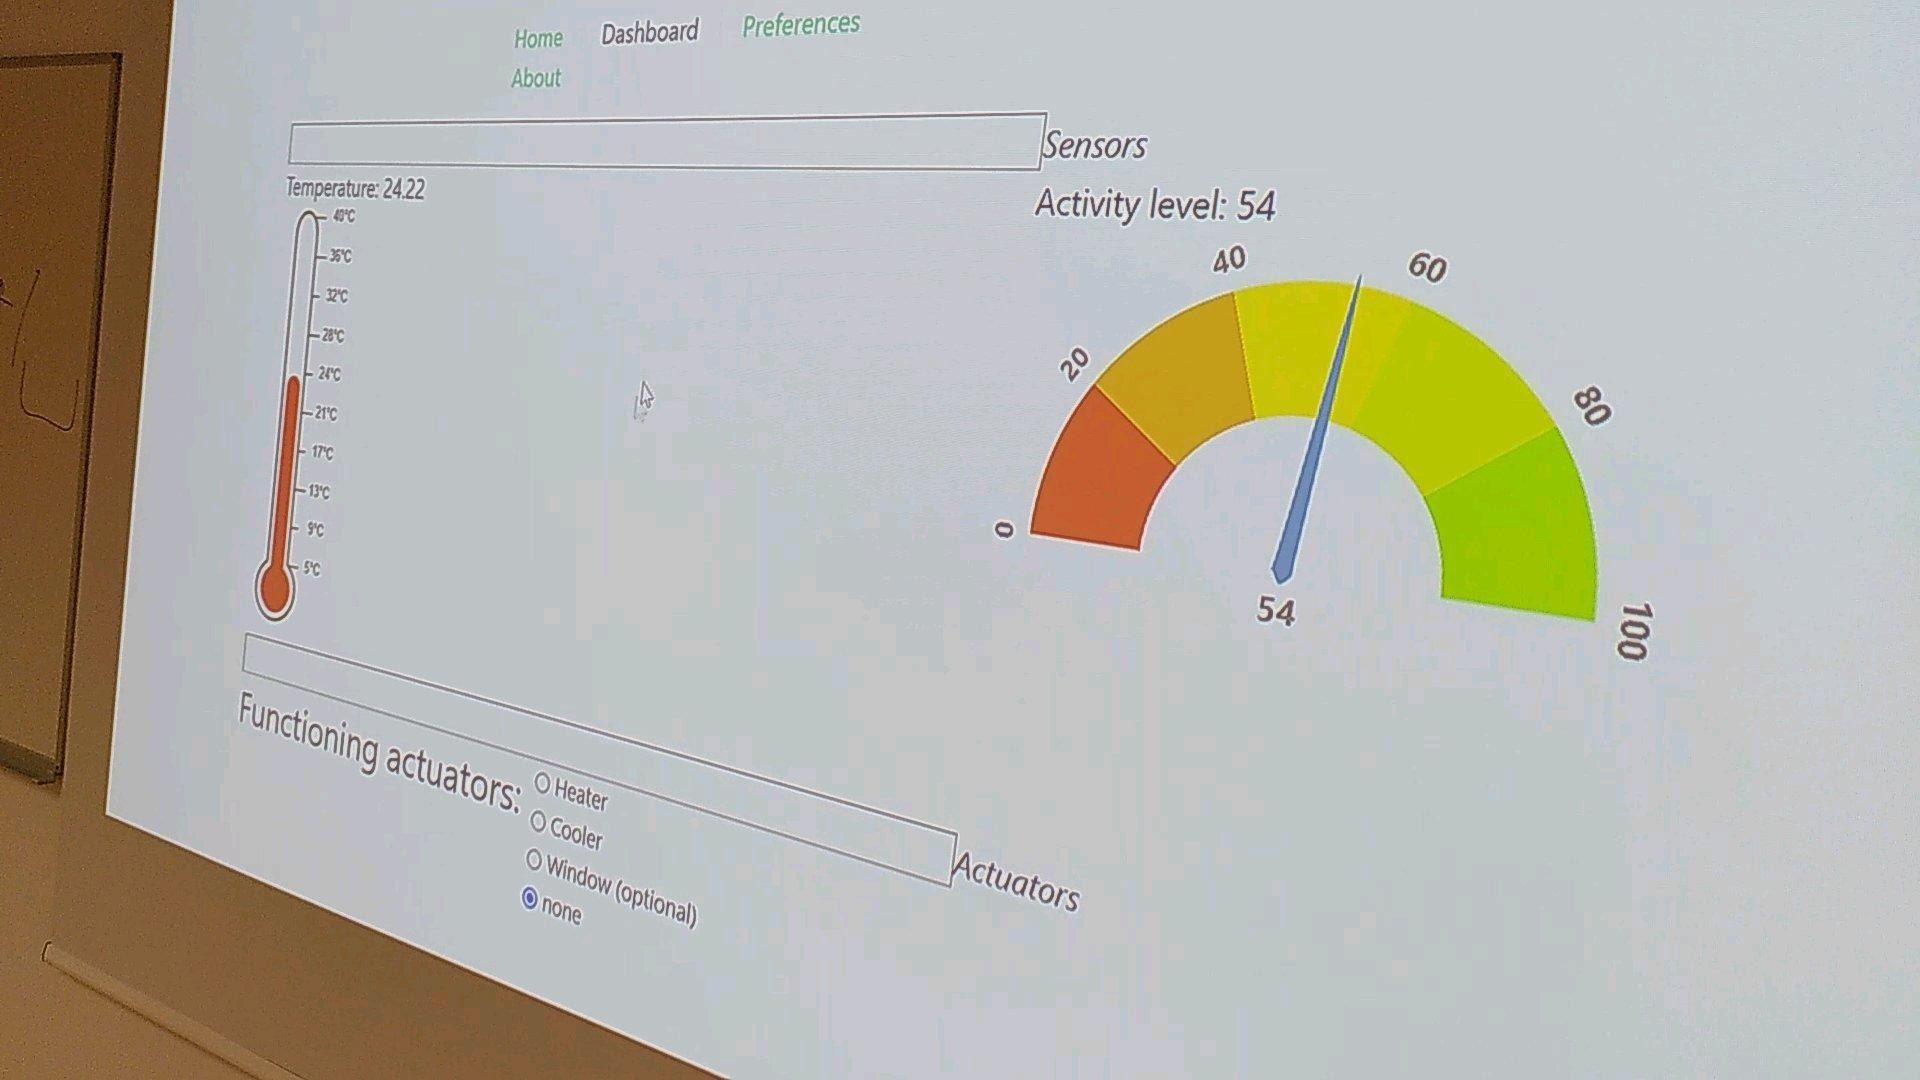 Home Dashboard Preferences
About
Sensors
Temperature: 24.22
40°C
36°C
32°C
28°C
24°C
21°C
17°C
13°C
9°C
5°C
Activity level: 54
0
20
40
60
80
100
54
Actuators
Functioning actuators:
Heater
Cooler
Window (optional)
none